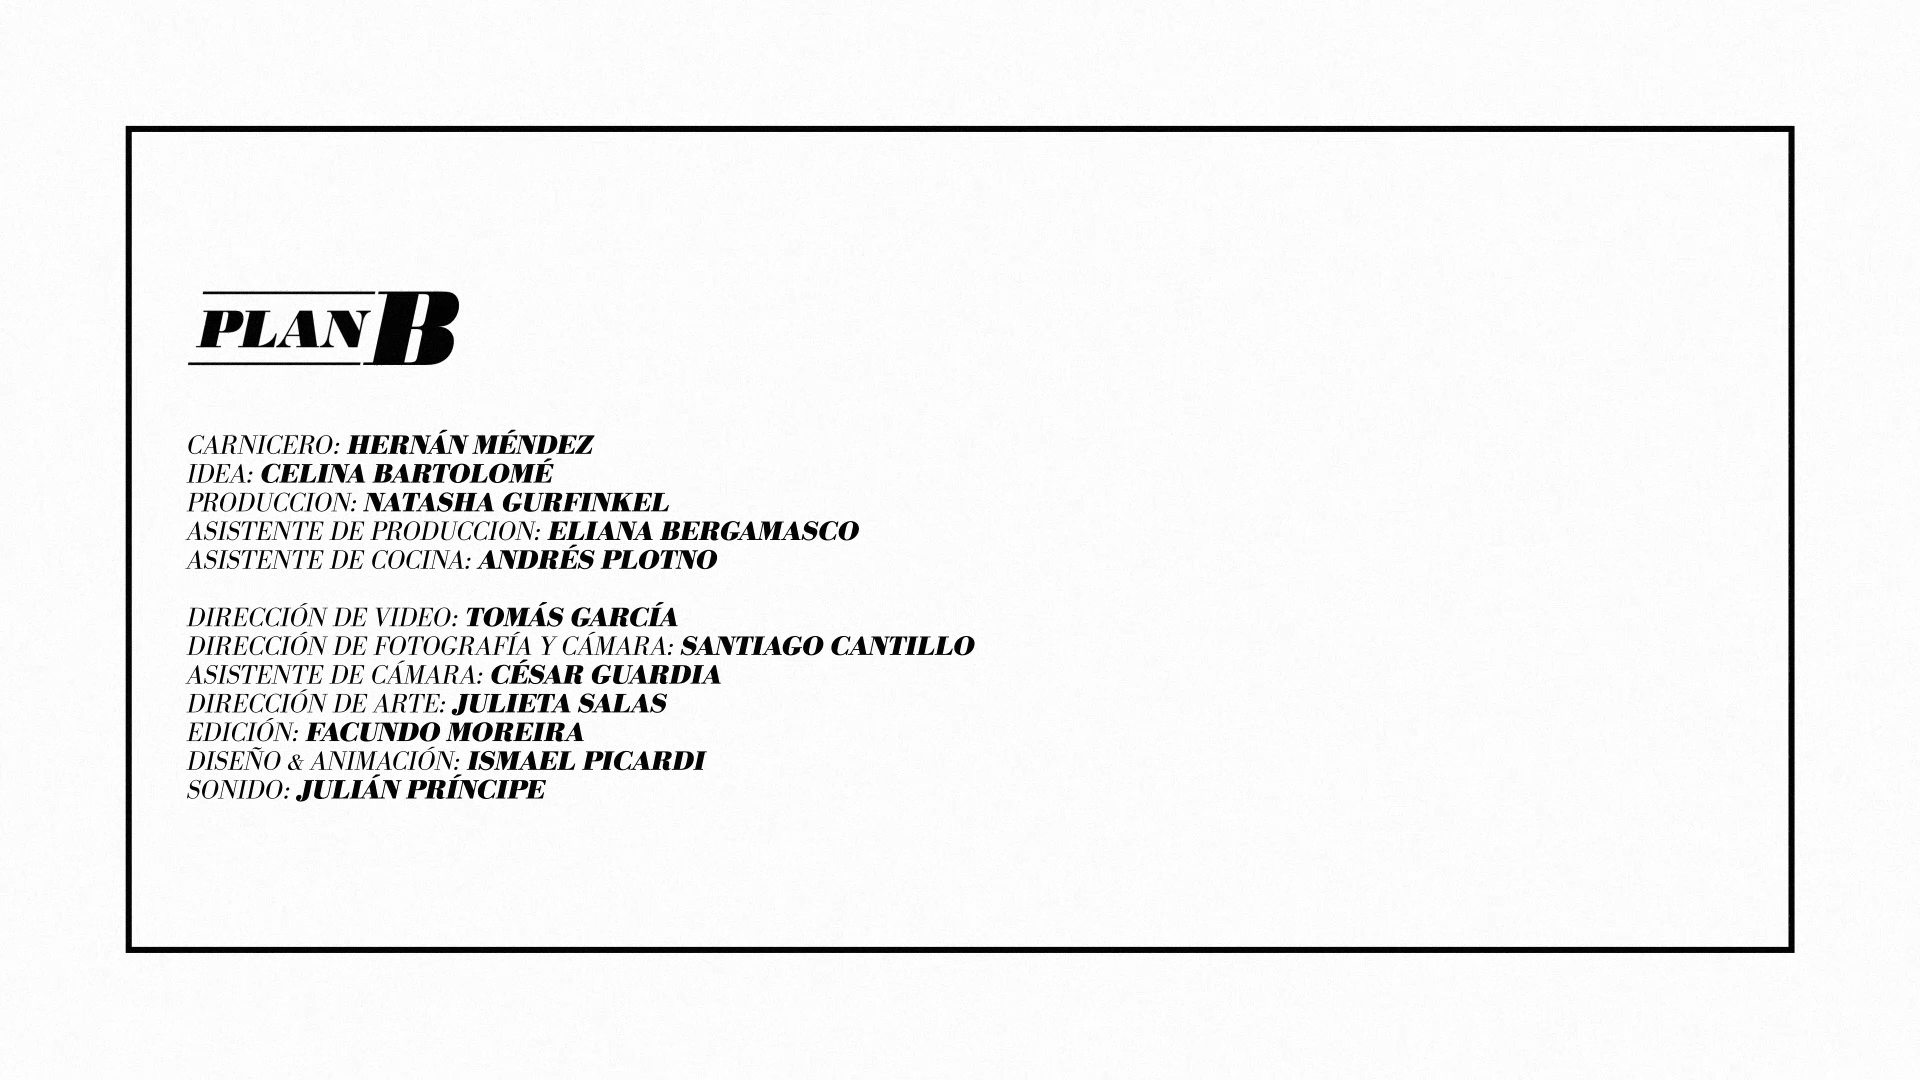 PLAN B
CARNICERO: HERNÁN MÉNDEZ
IDEA: CELINA BARTOLOMÉ
PRODUCCION: NATASHA GURFINKEL
ASISTENTE DE PRODUCCION: ELIANA BERGAMASCO
ASISTENTE DE COCINA: ANDRÉS PLOTNO
DIRECCIÓN DE VIDEO: TOMÁS GARCÍA
DIRECCIÓN DE FOTOGRAFÍA Y CÁMARA: SANTIAGO CANTILLO
ASISTENTE DE CÁMARA: CÉSAR GUARDIA
DIRECCIÓN DE ARTE: JULIETA SALAS
EDICIÓN: FACUNDO MOREIRA
DISEÑO & ANIMACIÓN: ISMAEL PICARDI
SONIDO: JULIÁN PRÍNCIPE